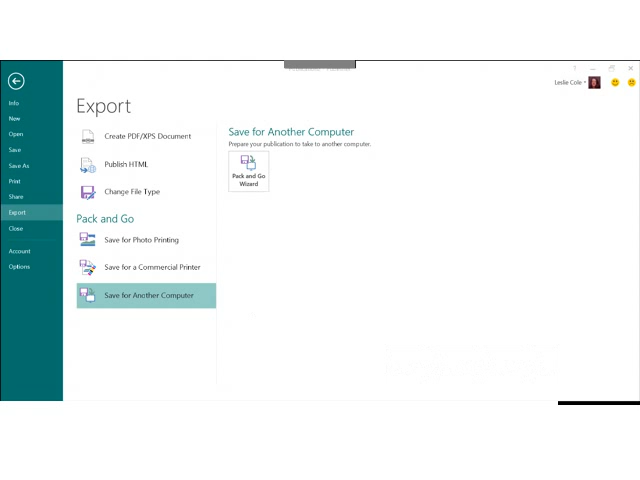 ?
Leslie Cole
Info
New
Open
Save
Save As
Print
Share
Export
Close
Account
Options
Export
Create PDF/XPS Document
Publish HTML
Change File Type
Pack and Go
Save for Photo Printing
Save for a Commercial Printer
Save for Another Computer
Save for Another Computer
Prepare your publication to take to another computer.
Pack and Go
Wizard